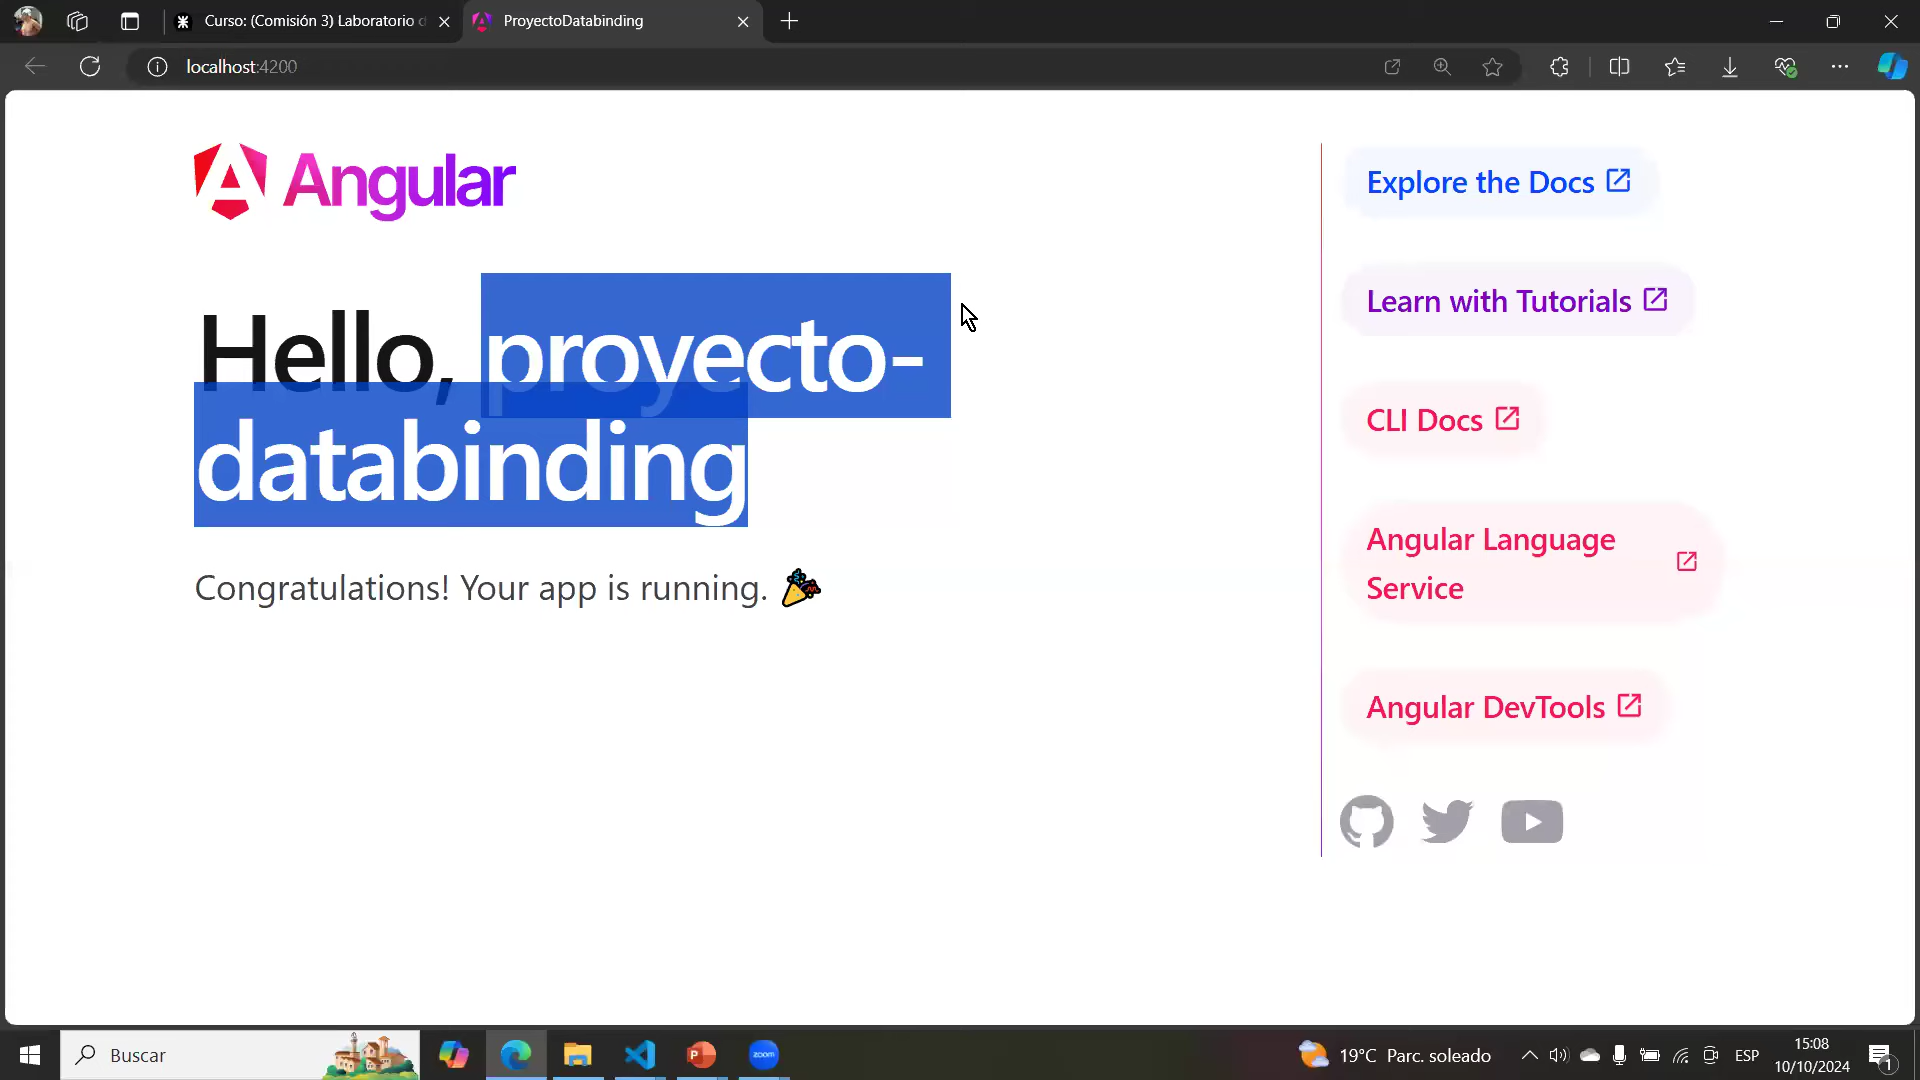 Curso: (Comisión 3) Laboratorio d
ProyectoDatabinding
localhost:4200
Angular
Hello, proyecto-
databinding
Congratulations! Your app is running. 🎉
Explore the Docs
Learn with Tutorials
CLI Docs
Angular Language
Service
Angular DevTools
Buscar
zoom
19°C Parc. soleado
ESP
15:08
10/10/2024
1